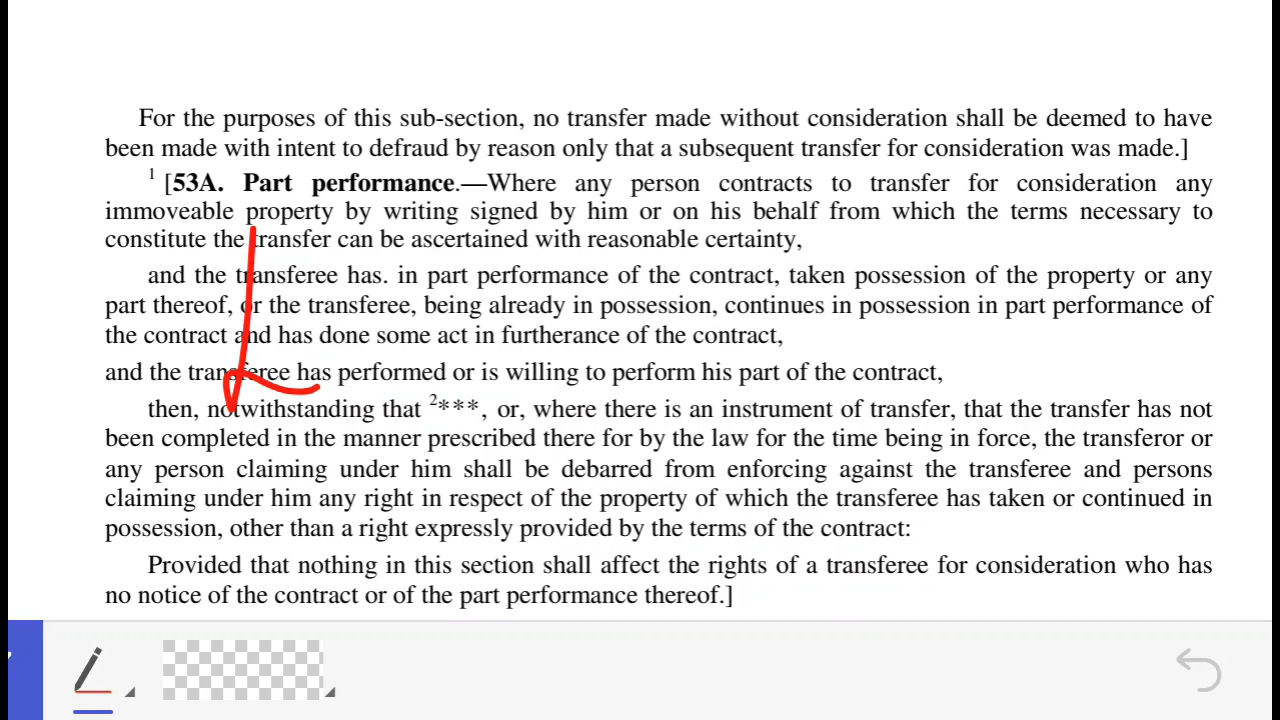 For the purposes of this sub-section, no transfer made without consideration shall be deemed to have
been made with intent to defraud by reason only that a subsequent transfer for consideration was made.]
1 [53A. Part performance.—Where any person contracts to transfer for consideration any
immoveable property by writing signed by him or on his behalf from which the terms necessary to
constitute the transfer can be ascertained with reasonable certainty,
and the transferee has. in part performance of the contract, taken possession of the property or any
part thereof, or the transferee, being already in possession, continues in possession in part performance of
the contract and has done some act in furtherance of the contract,
and the transferee has performed or is willing to perform his part of the contract,
then, notwithstanding that 2***, or, where there is an instrument of transfer, that the transfer has not
been completed in the manner prescribed there for by the law for the time being in force, the transferor or
any person claiming under him shall be debarred from enforcing against the transferee and persons
claiming under him any right in respect of the property of which the transferee has taken or continued in
possession, other than a right expressly provided by the terms of the contract:
Provided that nothing in this section shall affect the rights of a transferee for consideration who has
no notice of the contract or of the part performance thereof.]